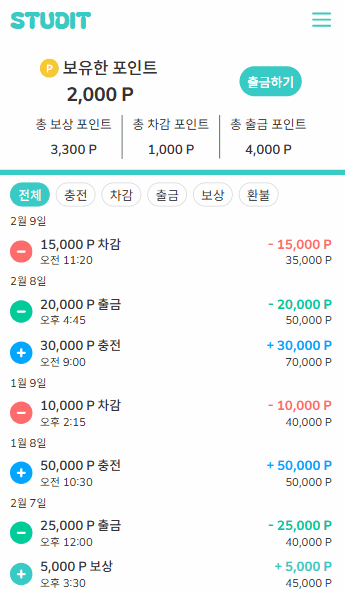 STUDIT
P 보유한 포인트
2,000 P
출금하기
총 보상 포인트 총 차감 포인트 총 출금 포인트
3,300 P 1,000 P 4,000 P
전체 충전 차감 출금 보상 환불
2월 9일
15,000 P 차감 - 15,000 P
오전 11:20 35,000 P
2월 8일
20,000 P 출금 - 20,000 P
오후 4:45 50,000 P
30,000 P 충전 + 30,000 P
오전 9:00 70,000 P
1월 9일
10,000 P 차감 - 10,000 P
오후 2:15 40,000 P
1월 8일
50,000 P 충전 + 50,000 P
오전 10:30 50,000 P
2월 7일
25,000 P 출금 - 25,000 P
오후 12:00 40,000 P
5,000 P 보상 + 5,000 P
오후 3:30 45,000 P